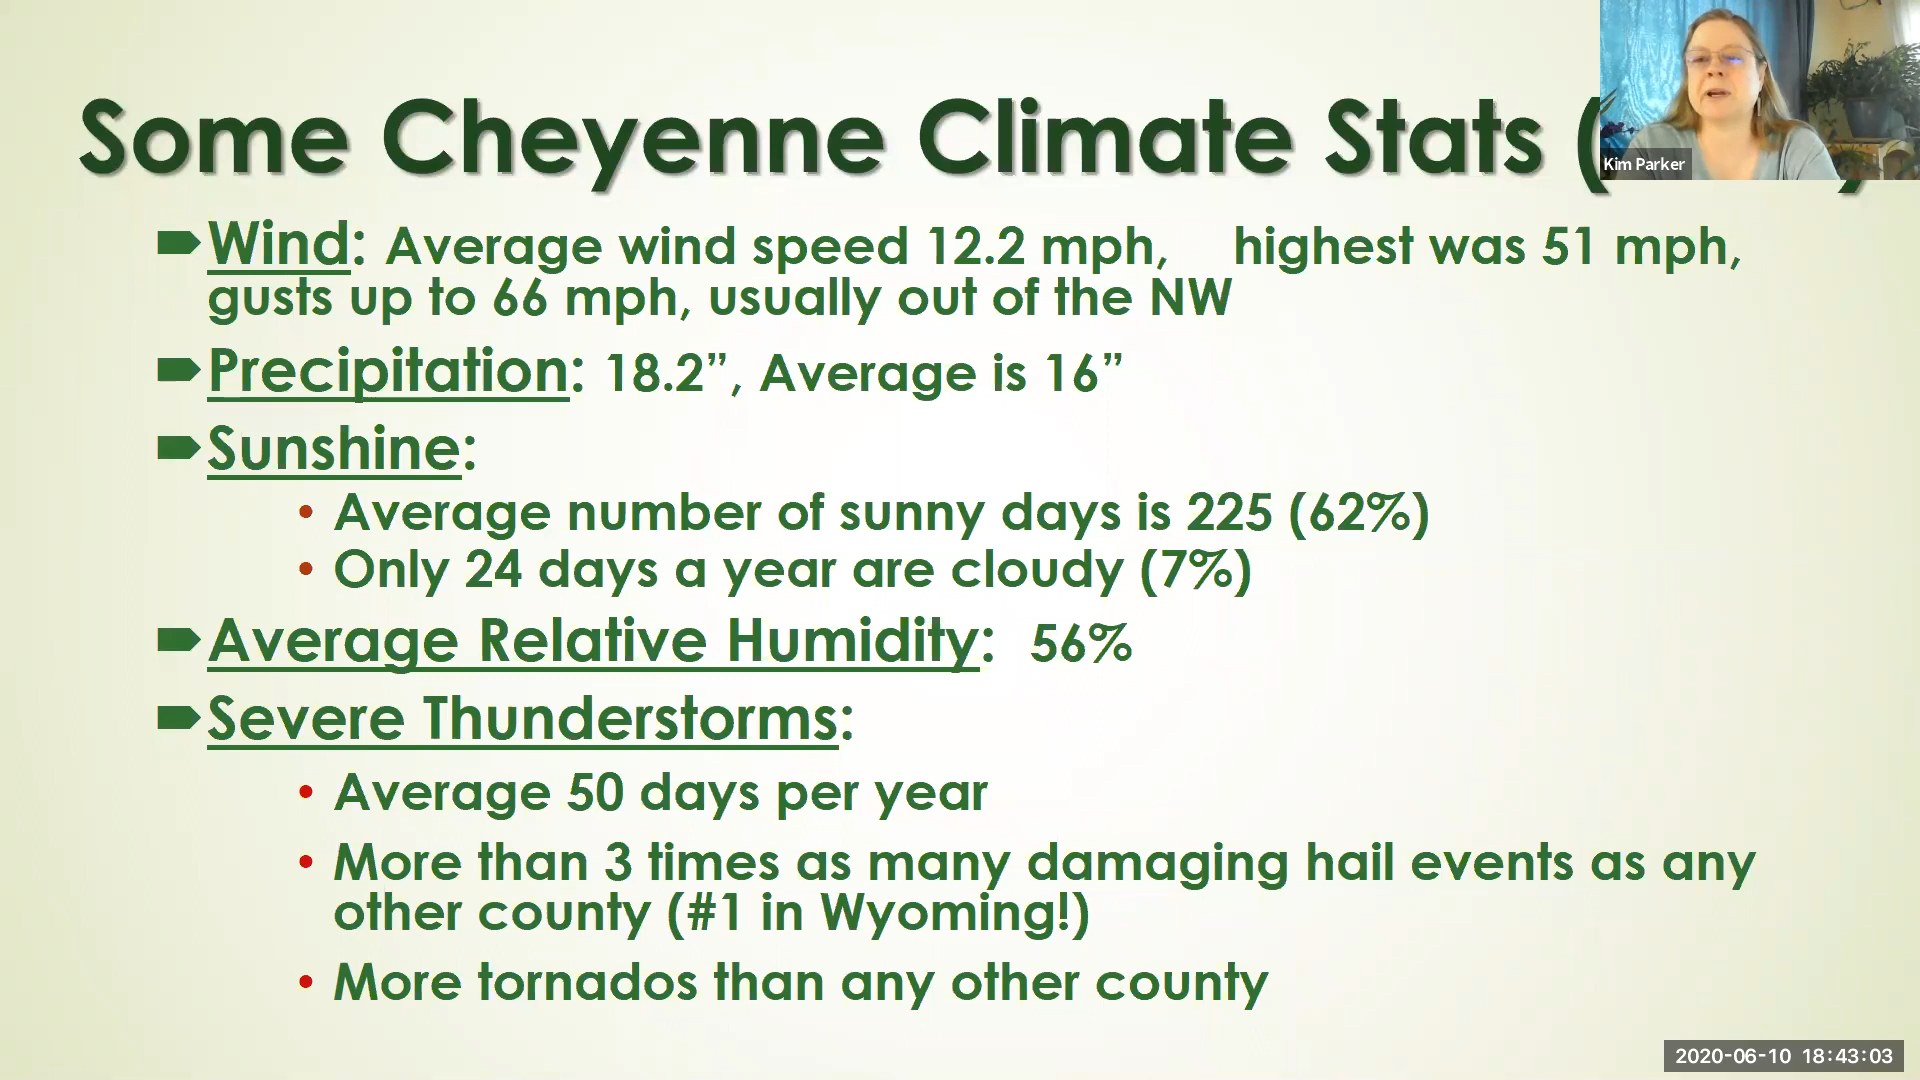 Some Cheyenne Climate Stats (
Kim Parker
Wind: Average wind speed 12.2 mph, highest was 51 mph,
gusts up to 66 mph, usually out of the NW
Precipitation: 18.2”, Average is 16”
Sunshine:
• Average number of sunny days is 225 (62%)
• Only 24 days a year are cloudy (7%)
Average Relative Humidity: 56%
Severe Thunderstorms:
• Average 50 days per year
• More than 3 times as many damaging hail events as any
other county (#1 in Wyoming!)
• More tornados than any other county
2020-06-10 18:43:03